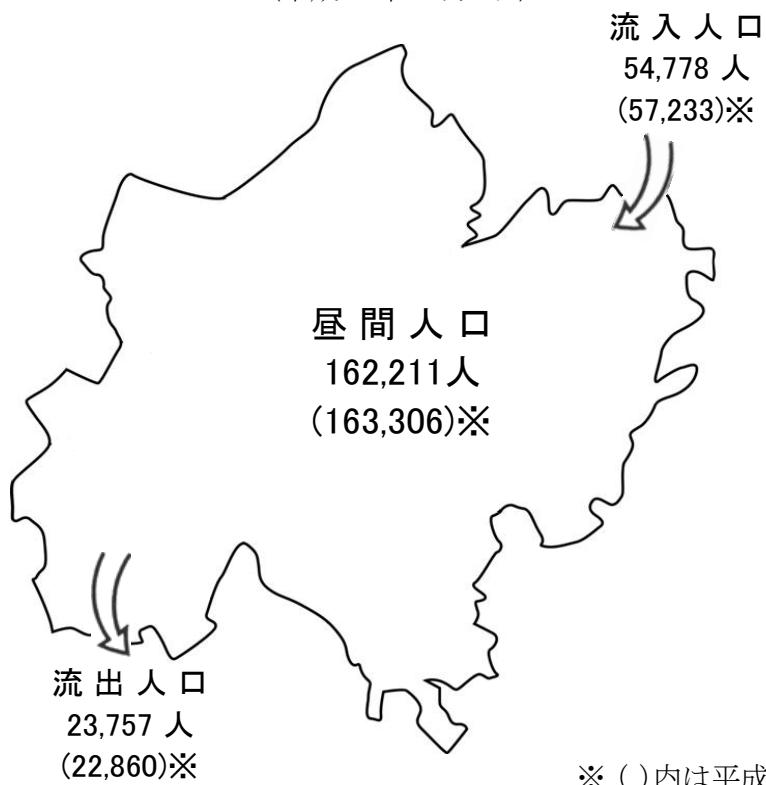 流入人口
54,778 人
(57,233)※
昼間人口
162,211人
(163,306)※
流出人口
23,757 人
(22,860)※
※ ( )内は平成